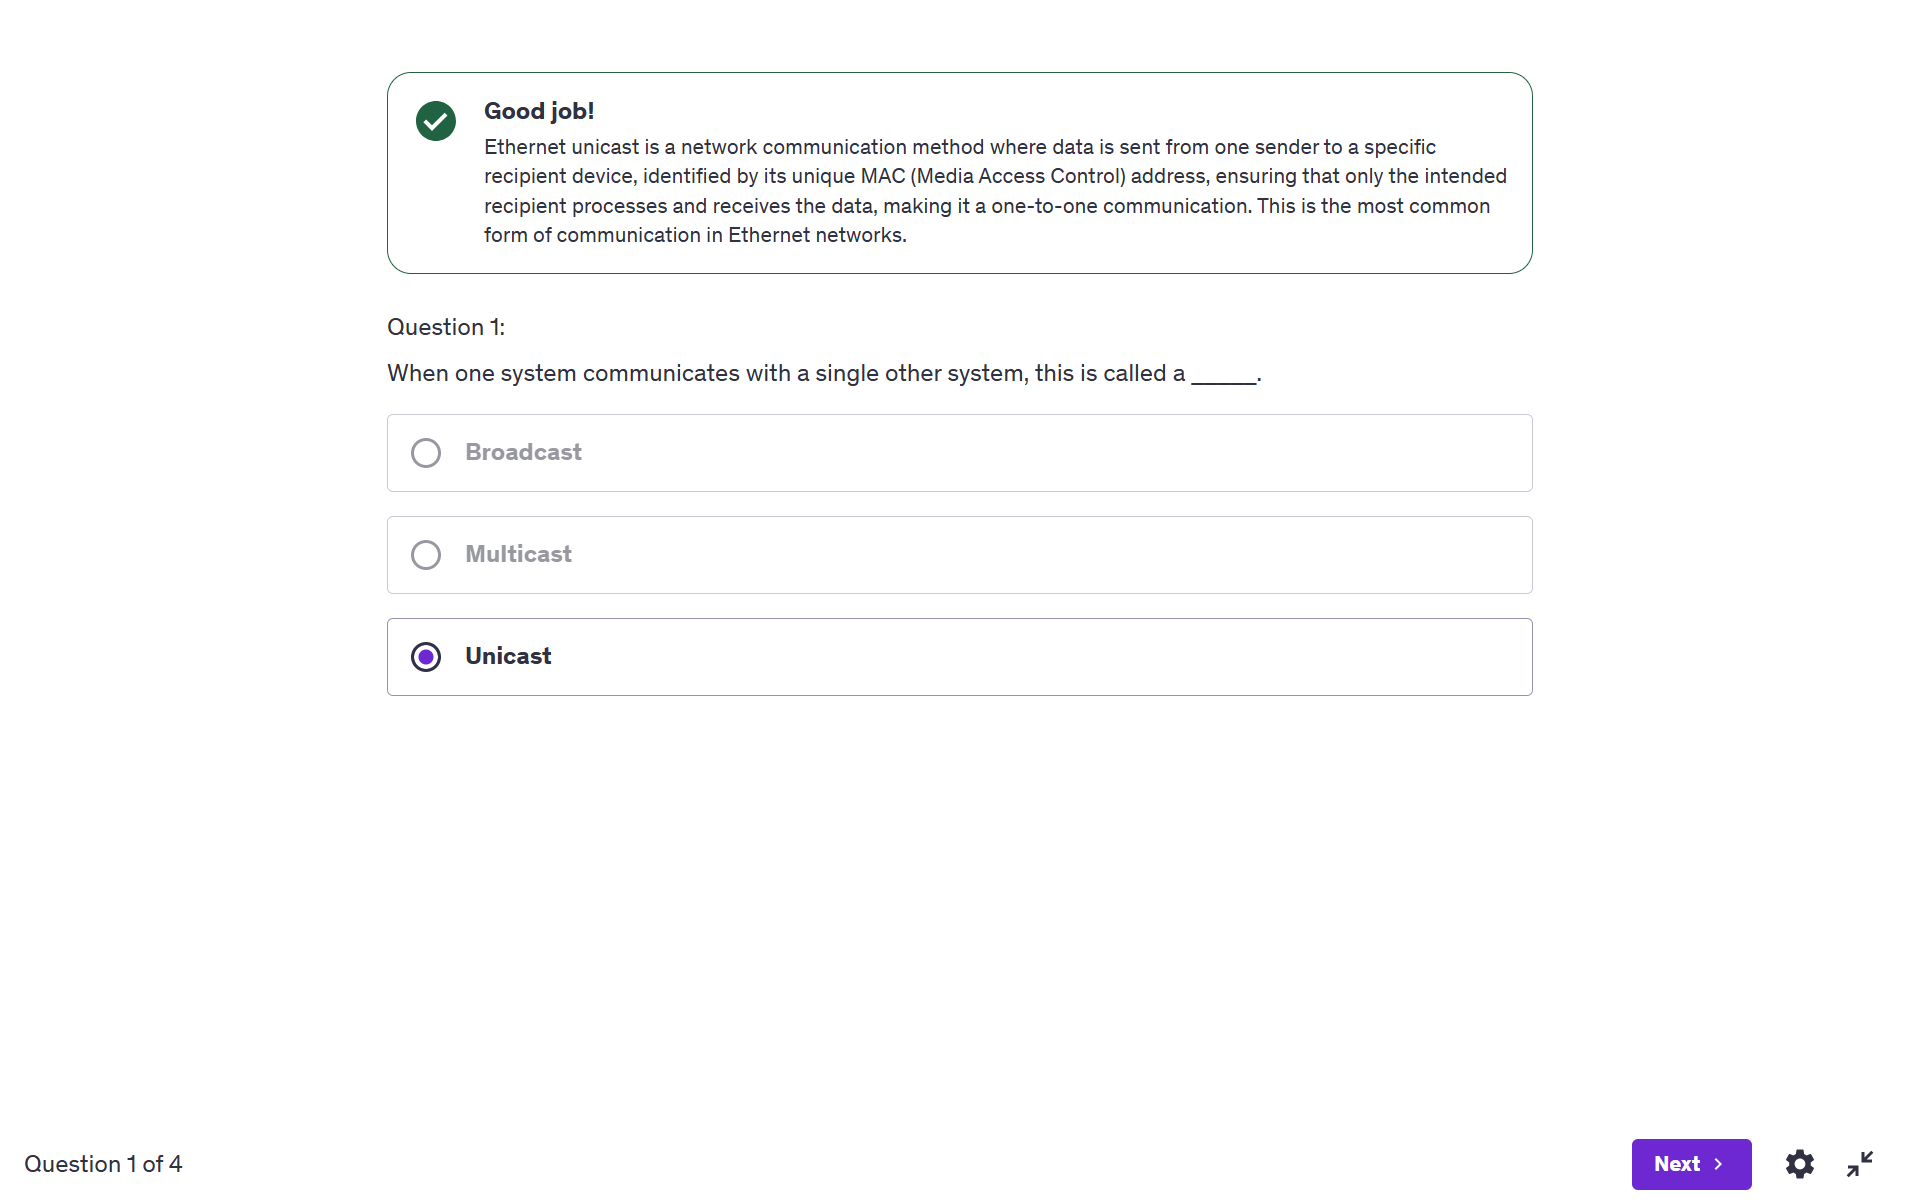 Good job!
Ethernet unicast is a network communication method where data is sent from one sender to a specific
recipient device, identified by its unique MAC (Media Access Control) address, ensuring that only the intended
recipient processes and receives the data, making it a one-to-one communication. This is the most common
form of communication in Ethernet networks.
Question 1:
When one system communicates with a single other system, this is called a _____.
Broadcast
Multicast
Unicast
Question 1 of 4
Next